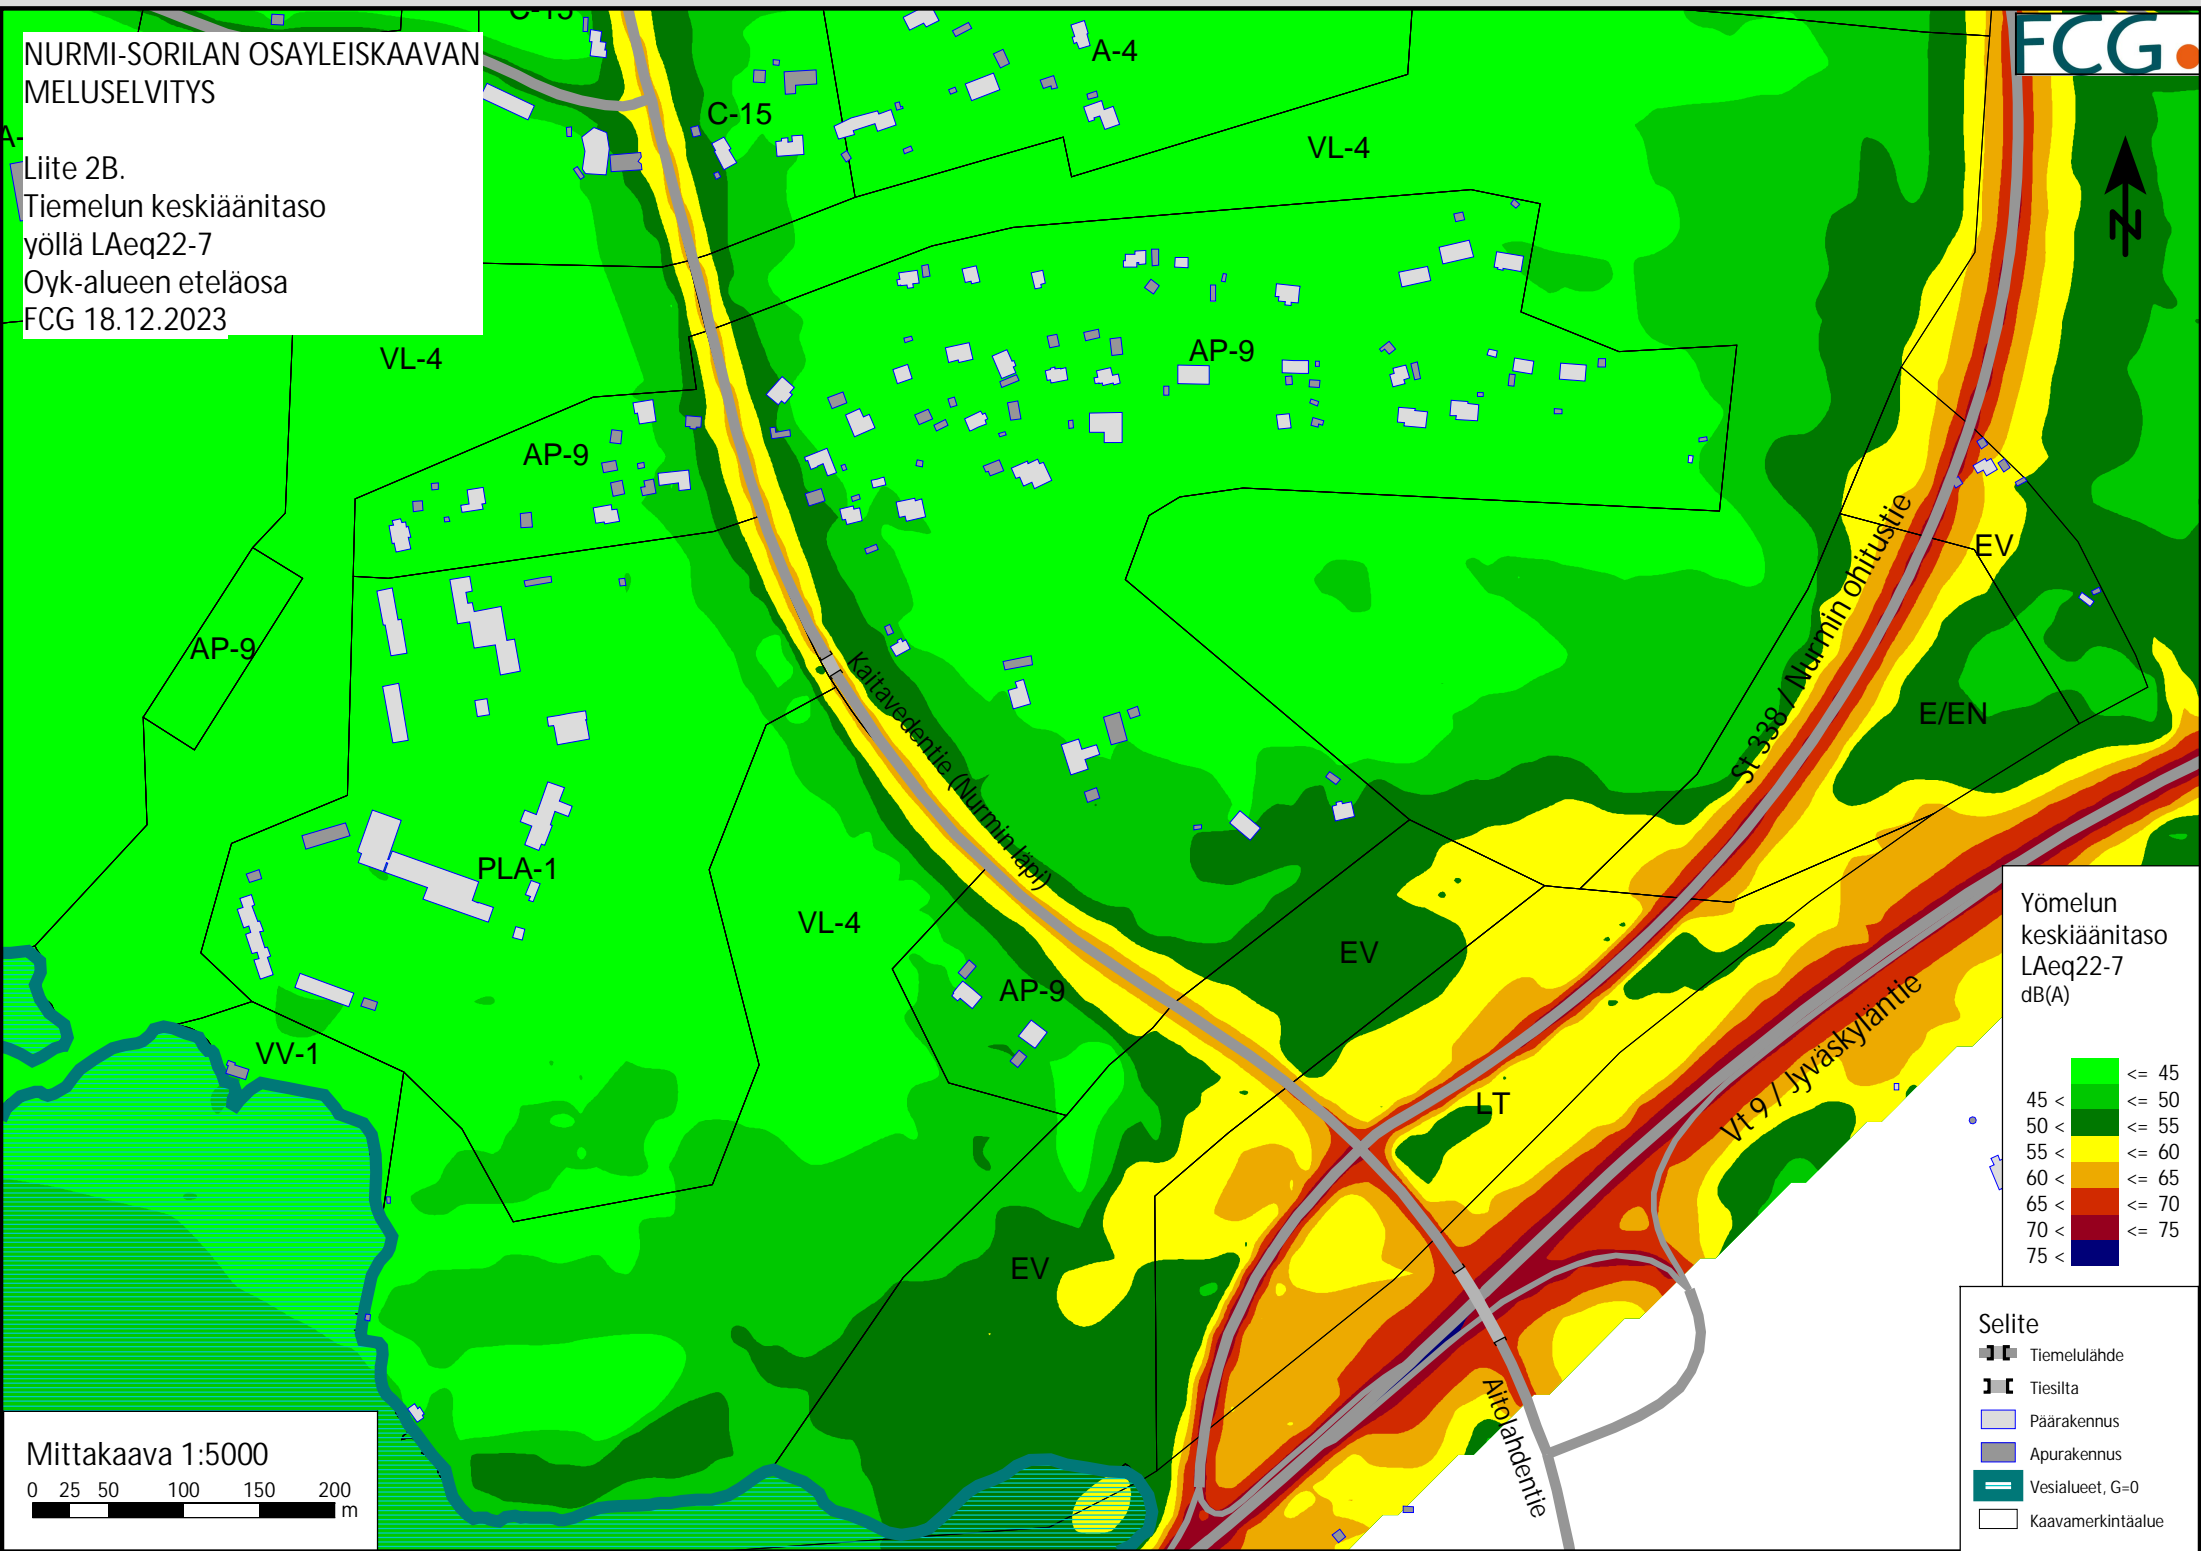 NURMI-SORILAN OSAYLEISKAAVAN
MELUSELVITYS
Liite 2B.
Tiemelun keskiäänitaso
yöllä LAeq22-7
Oyk-alueen eteläosa
FCG 18.12.2023
FCG
C-15
A-4
C-15
A-
VL-4
N
VL-4
AP-9
AP-9
AP-9
EV
E/EN
St 338 / Nurmin ohitustie
Kaitavedentie (Nurmin läpi)
PLA-1
VL-4
EV
AP-9
VV-1
LT
Vt 9 / Jyväskyläntie
EV
Aitolahdentie
Yömelun
keskiäänitaso
LAeq22-7
dB(A)
<= 45
45 < <= 50
50 < <= 55
55 < <= 60
60 < <= 65
65 < <= 70
70 < <= 75
75 <
Selite
Tiemelulähde
Tiesilta
Päärakennus
Apurakennus
Vesialueet, G=0
Kaavamerkintäalue
Mittakaava 1:5000
0 25 50 100 150 200
m